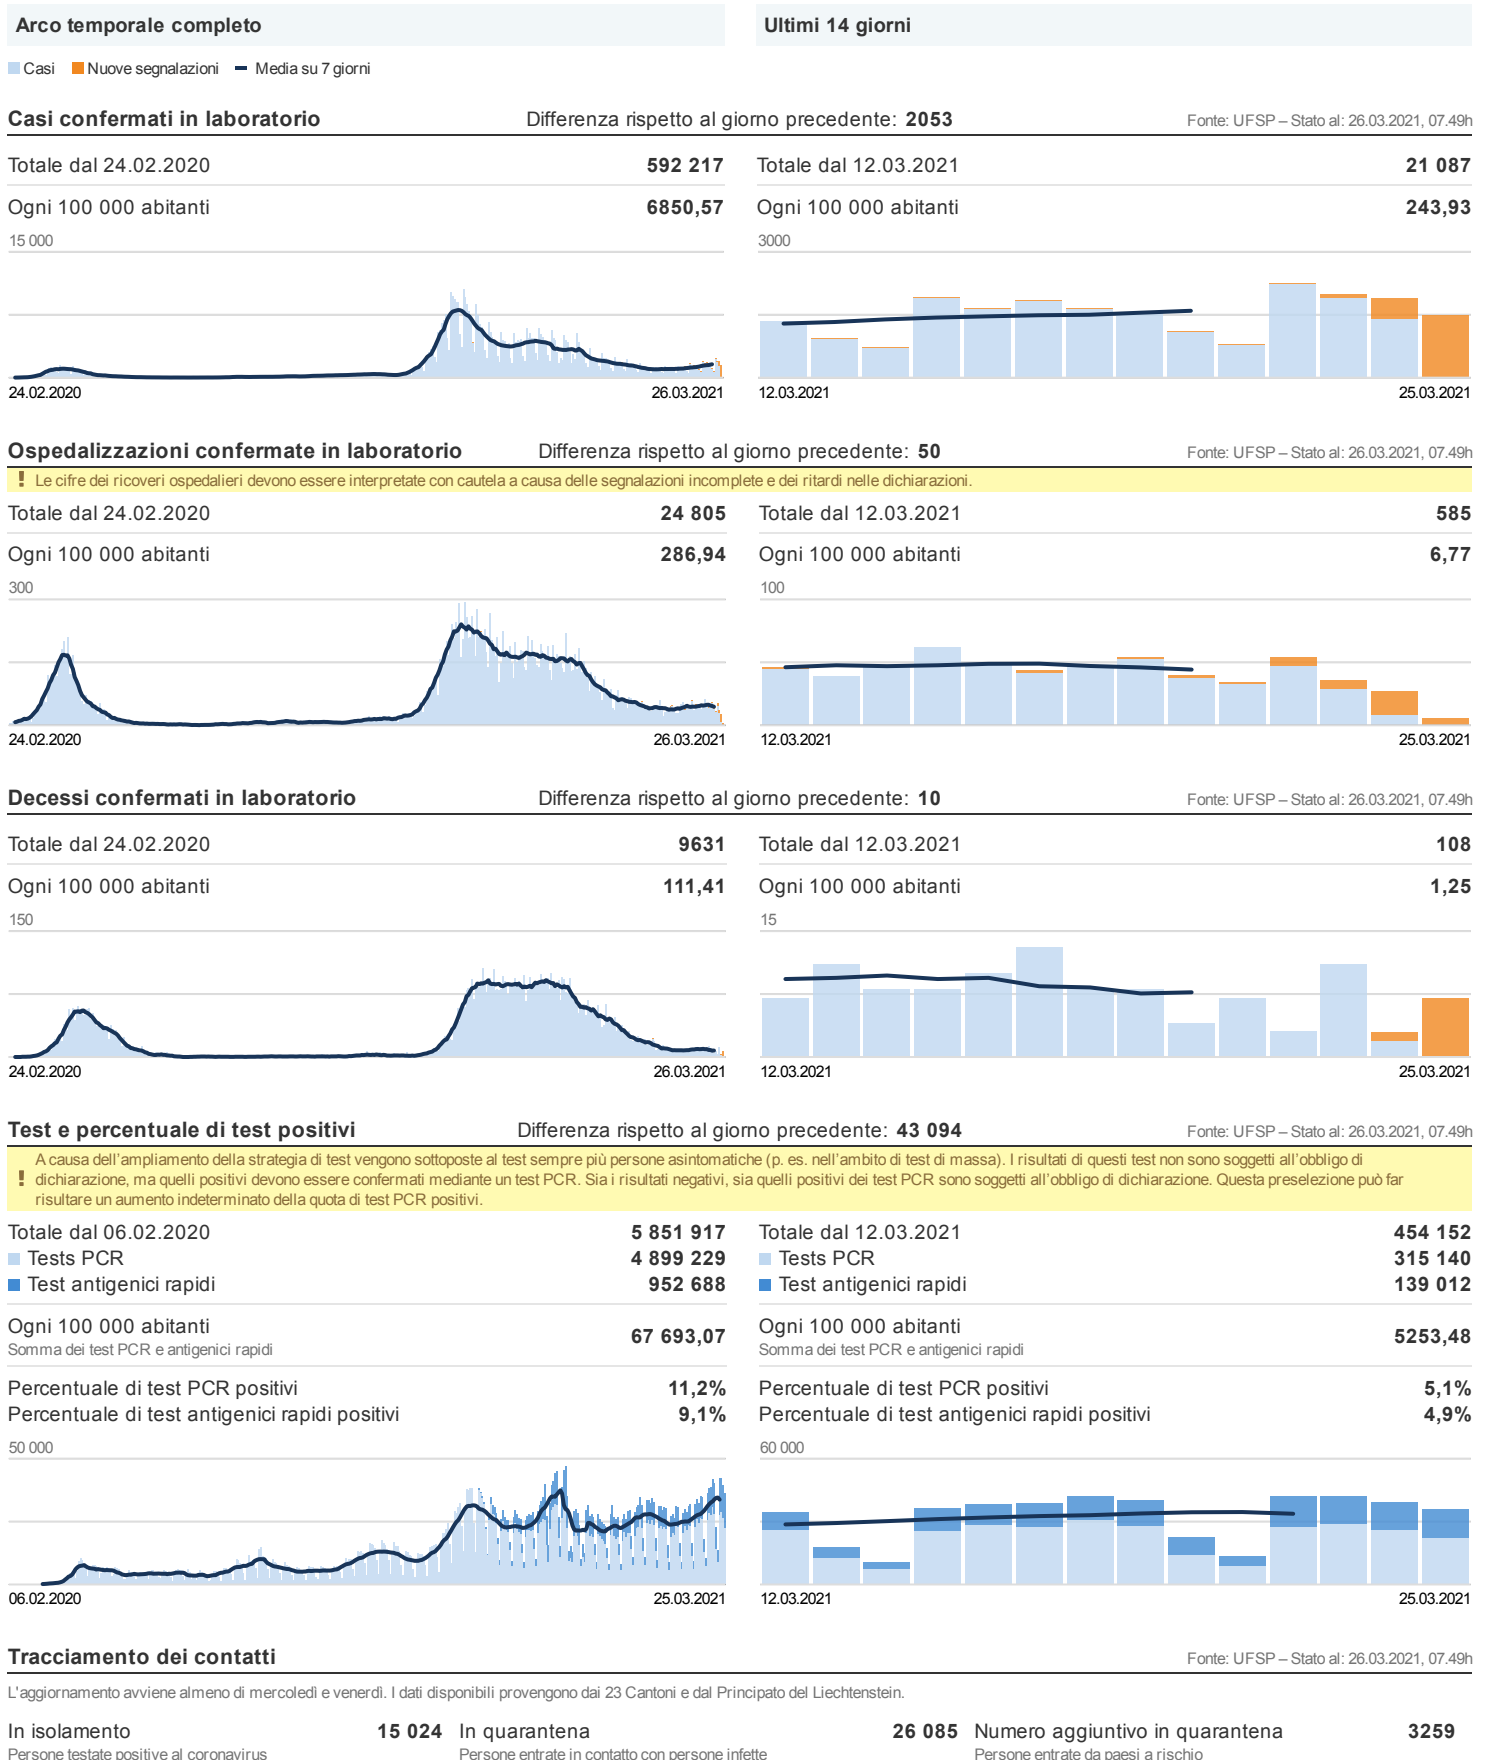 Arco temporale completo
Ultimi 14 giorni
Casi Nuove segnalazioni Media su 7 giorni
Casi confermati in laboratorio Differenza rispetto al giorno precedente: 2053 Fonte: UFSP – Stato al: 26.03.2021, 07.49h
Totale dal 24.02.2020 592 217
Ogni 100 000 abitanti 6850,57
15 000
24.02.2020 26.03.2021
Totale dal 12.03.2021 21 087
Ogni 100 000 abitanti 243,93
3000
12.03.2021 25.03.2021
Ospedalizzazioni confermate in laboratorio Differenza rispetto al giorno precedente: 50 Fonte: UFSP – Stato al: 26.03.2021, 07.49h
! Le cifre dei ricoveri ospedalieri devono essere interpretate con cautela a causa delle segnalazioni incomplete e dei ritardi nelle dichiarazioni.
Totale dal 24.02.2020 24 805
Ogni 100 000 abitanti 286,94
300
24.02.2020 26.03.2021
Totale dal 12.03.2021 585
Ogni 100 000 abitanti 6,77
100
12.03.2021 25.03.2021
Decessi confermati in laboratorio Differenza rispetto al giorno precedente: 10 Fonte: UFSP – Stato al: 26.03.2021, 07.49h
Totale dal 24.02.2020 9631
Ogni 100 000 abitanti 111,41
150
24.02.2020 26.03.2021
Totale dal 12.03.2021 108
Ogni 100 000 abitanti 1,25
15
12.03.2021 25.03.2021
Test e percentuale di test positivi Differenza rispetto al giorno precedente: 43 094 Fonte: UFSP – Stato al: 26.03.2021, 07.49h
A causa dell'ampliamento della strategia di test vengono sottoposte al test sempre più persone asintomatiche (p. es. nell'ambito di test di massa). I risultati di questi test non sono soggetti all'obbligo di
! dichiarazione, ma quelli positivi devono essere confermati mediante un test PCR. Sia i risultati negativi, sia quelli positivi dei test PCR sono soggetti all'obbligo di dichiarazione. Questa preselezione può far
risultare un aumento indeterminato della quota di test PCR positivi.
Totale dal 06.02.2020 5 851 917
Tests PCR 4 899 229
Test antigenici rapidi 952 688
Ogni 100 000 abitanti 67 693,07
Somma dei test PCR e antigenici rapidi
Percentuale di test PCR positivi 11,2%
Percentuale di test antigenici rapidi positivi 9,1%
50 000
06.02.2020 25.03.2021
Totale dal 12.03.2021 454 152
Tests PCR 315 140
Test antigenici rapidi 139 012
Ogni 100 000 abitanti 5253,48
Somma dei test PCR e antigenici rapidi
Percentuale di test PCR positivi 5,1%
Percentuale di test antigenici rapidi positivi 4,9%
60 000
12.03.2021 25.03.2021
Tracciamento dei contatti Fonte: UFSP – Stato al: 26.03.2021, 07.49h
L'aggiornamento avviene almeno di mercoledì e venerdì. I dati disponibili provengono dai 23 Cantoni e dal Principato del Liechtenstein.
In isolamento 15 024
Persone testate positive al coronavirus
In quarantena 26 085
Persone entrate in contatto con persone infette
Numero aggiuntivo in quarantena 3259
Persone entrate da paesi a rischio